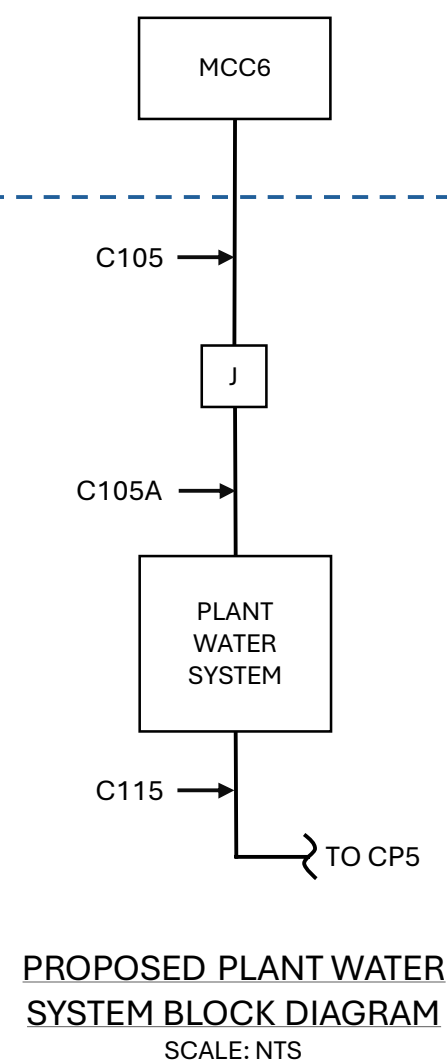 MCC6
C105
J
C105A
PLANT
WATER
SYSTEM
C115
TO CP5
PROPOSED PLANT WATER
SYSTEM BLOCK DIAGRAM
SCALE: NTS